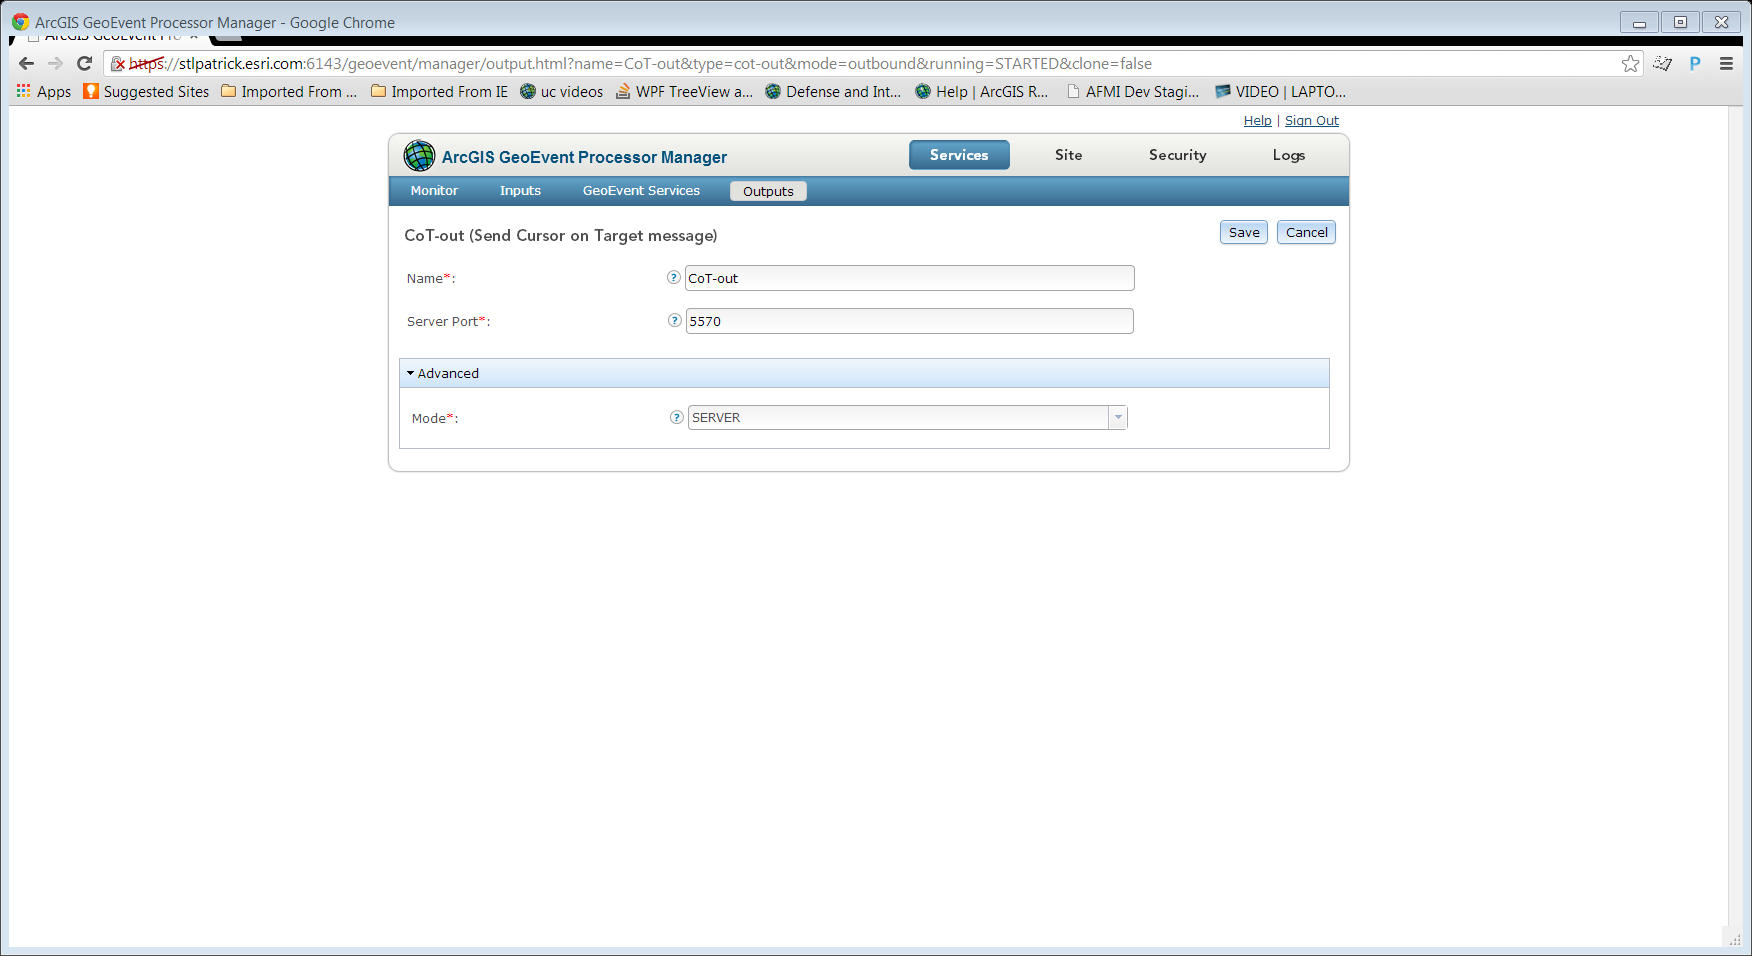 ArcGIS GeoEvent Processor Manager - Google Chrome
ArcGIS GeoEvent Pro
https://stlpatrick.esri.com:6143/geoevent/manager/output.html?name=CoT-out&type=cot-out&mode=outbound&running=STARTED&clone=false
Apps Suggested Sites Imported From ... Imported From IE uc videos WPF TreeView a... Defense and Int... Help | ArcGIS R... AFMI Dev Stagi... VIDEO | LAPTO...
Help | Sign Out
ArcGIS GeoEvent Processor Manager Services Site Security Logs
Monitor Inputs GeoEvent Services Outputs
CoT-out (Send Cursor on Target message) Save Cancel
Name*: ? CoT-out
Server Port*: ? 5570
Advanced
Mode*: ? SERVER